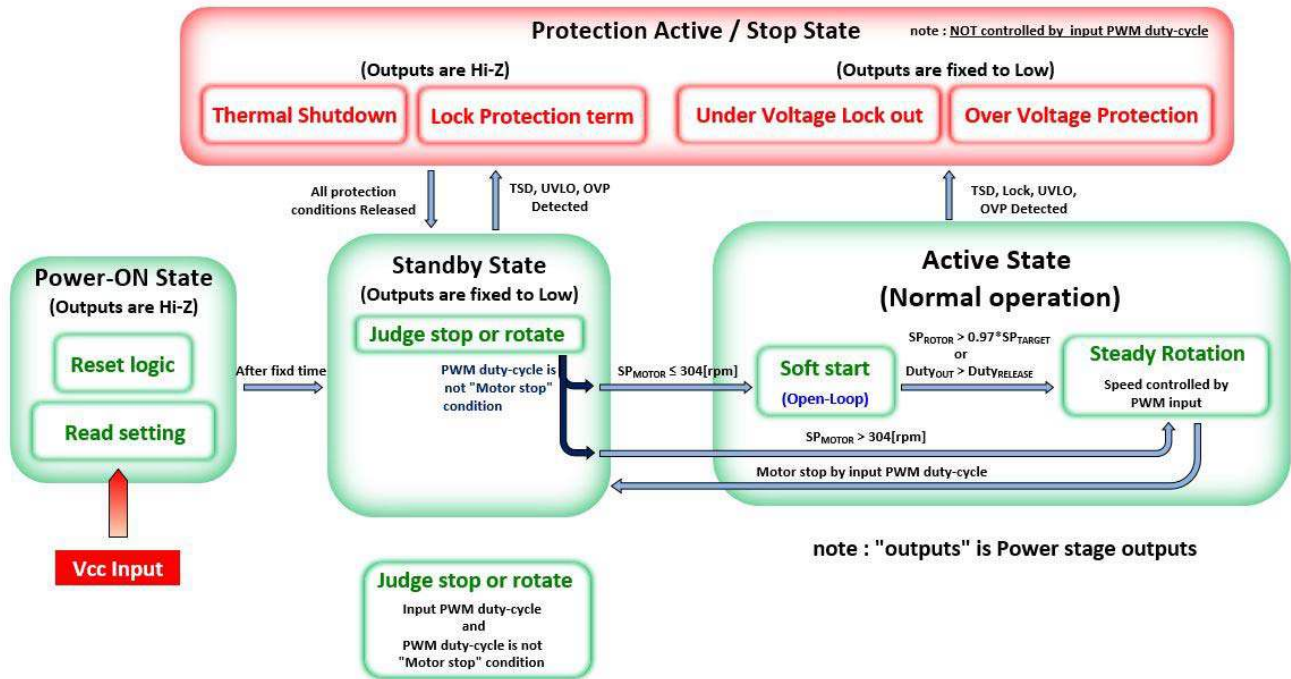 Protection Active / Stop State
note : NOT controlled by input PWM duty-cycle
(Outputs are Hi-Z)
(Outputs are fixed to Low)
Thermal Shutdown
Lock Protection term
Under Voltage Lock out
Over Voltage Protection
All protection
conditions Released
TSD, UVLO, OVP
Detected
TSD, Lock, UVLO,
OVP Detected
Power-ON State
(Outputs are Hi-Z)
Reset logic
Read setting
Vcc Input
After fixd time
Standby State
(Outputs are fixed to Low)
Judge stop or rotate
PWM duty-cycle is
not "Motor stop"
condition
SPMOTOR ≤ 304[rpm]
Active State
(Normal operation)
Soft start
(Open-Loop)
SPROTOR > 0.97*SPTARGET
or
DutyOUT > DutyRELEASE
Steady Rotation
Speed controlled by
PWM input
SPMOTOR > 304[rpm]
Motor stop by input PWM duty-cycle
note : "outputs" is Power stage outputs
Judge stop or rotate
Input PWM duty-cycle
and
PWM duty-cycle is not
"Motor stop" condition